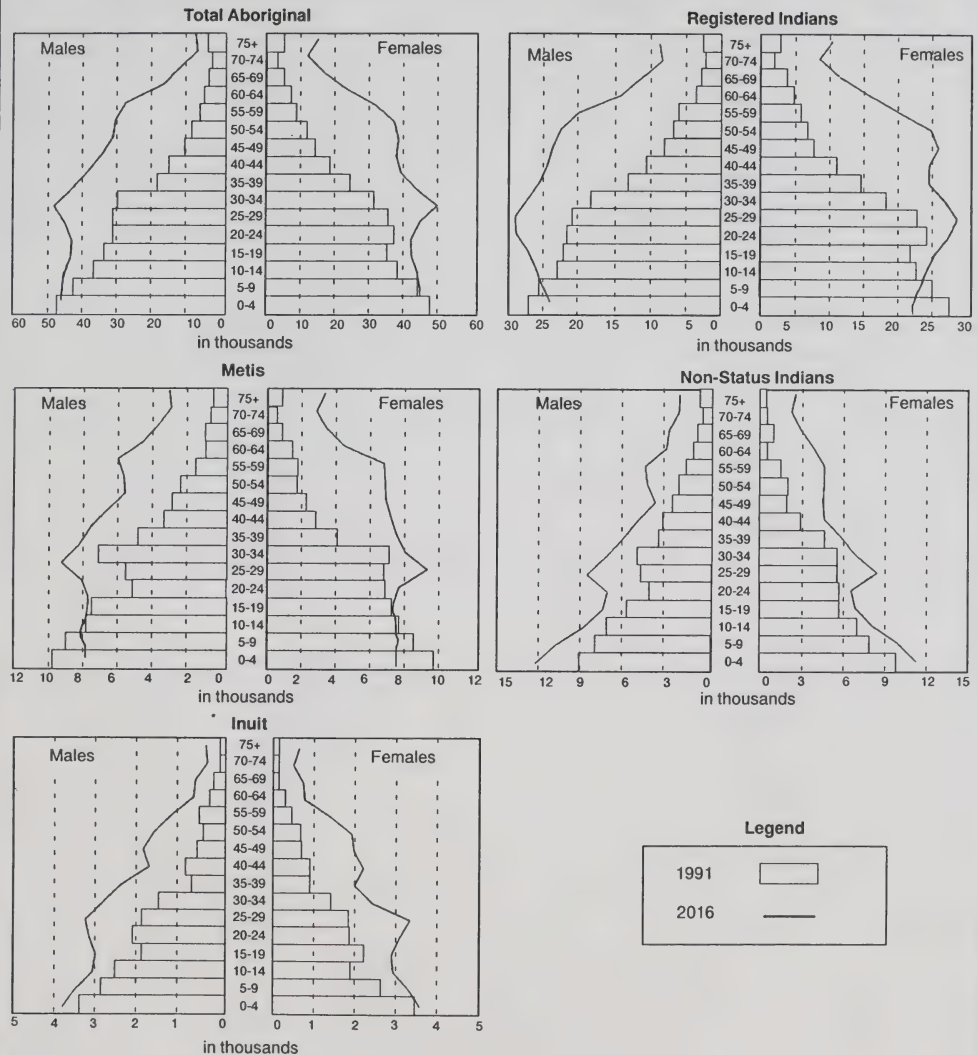 Total Aboriginal
Males
Females
75+
70-74
65-69
60-64
55-59
50-54
45-49
40-44
35-39
30-34
25-29
20-24
15-19
10-14
5-9
0-4
60 50 40 30 20 10 0
0 10 20 30 40 50 60
in thousands
Registered Indians
Males
Females
75+
70-74
65-69
60-64
55-59
50-54
45-49
40-44
35-39
30-34
25-29
20-24
15-19
10-14
5-9
0-4
30 25 20 15 10 5 0
0 5 10 15 20 25 30
in thousands
Metis
Males
Females
75+
70-74
65-69
60-64
55-59
50-54
45-49
40-44
35-39
30-34
25-29
20-24
15-19
10-14
5-9
0-4
12 10 8 6 4 2 0
0 2 4 6 8 10 12
in thousands
Non-Status Indians
Males
Females
75+
70-74
65-69
60-64
55-59
50-54
45-49
40-44
35-39
30-34
25-29
20-24
15-19
10-14
5-9
0-4
15 12 9 6 3 0
0 3 6 9 12 15
in thousands
Inuit
Males
Females
75+
70-74
65-69
60-64
55-59
50-54
45-49
40-44
35-39
30-34
25-29
20-24
15-19
10-14
5-9
0-4
5 4 3 2 1 0
0 1 2 3 4 5
in thousands
Legend
1991
2016